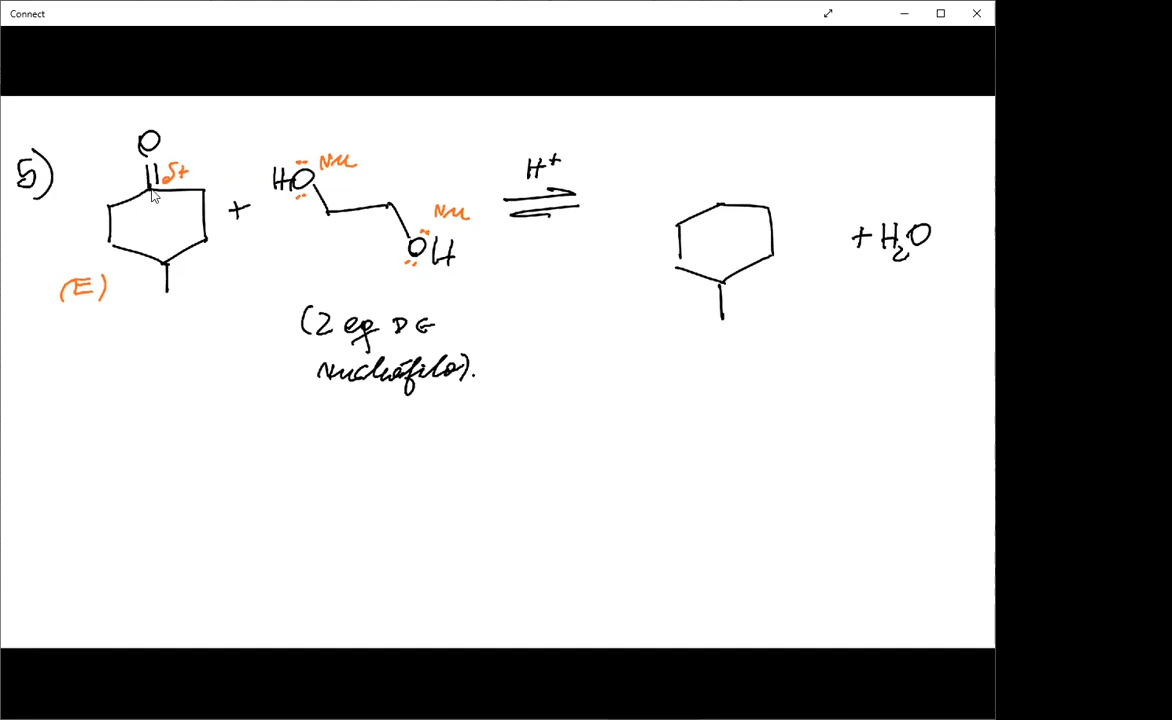 Connect
5)
O
δ+
+
HO
Nu
Nu
OH
H+
+ H2O
(E)
(2 eq DE
Nucleófilo).